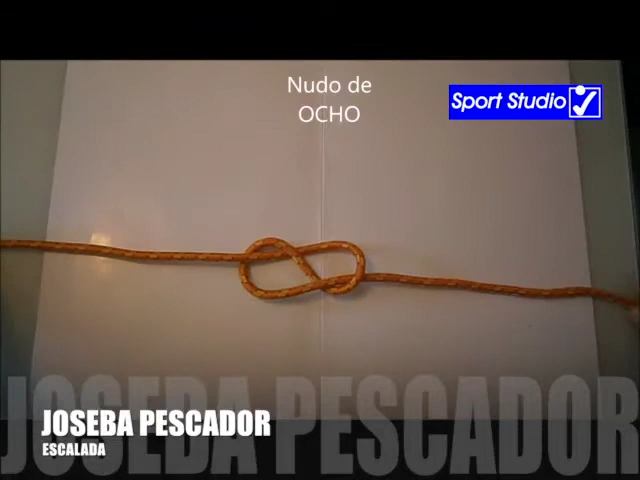 Nudo de
OCHO
Sport Studio
JOSEBA PESCADOR
JOSEBA PESCADOR
ESCALADA